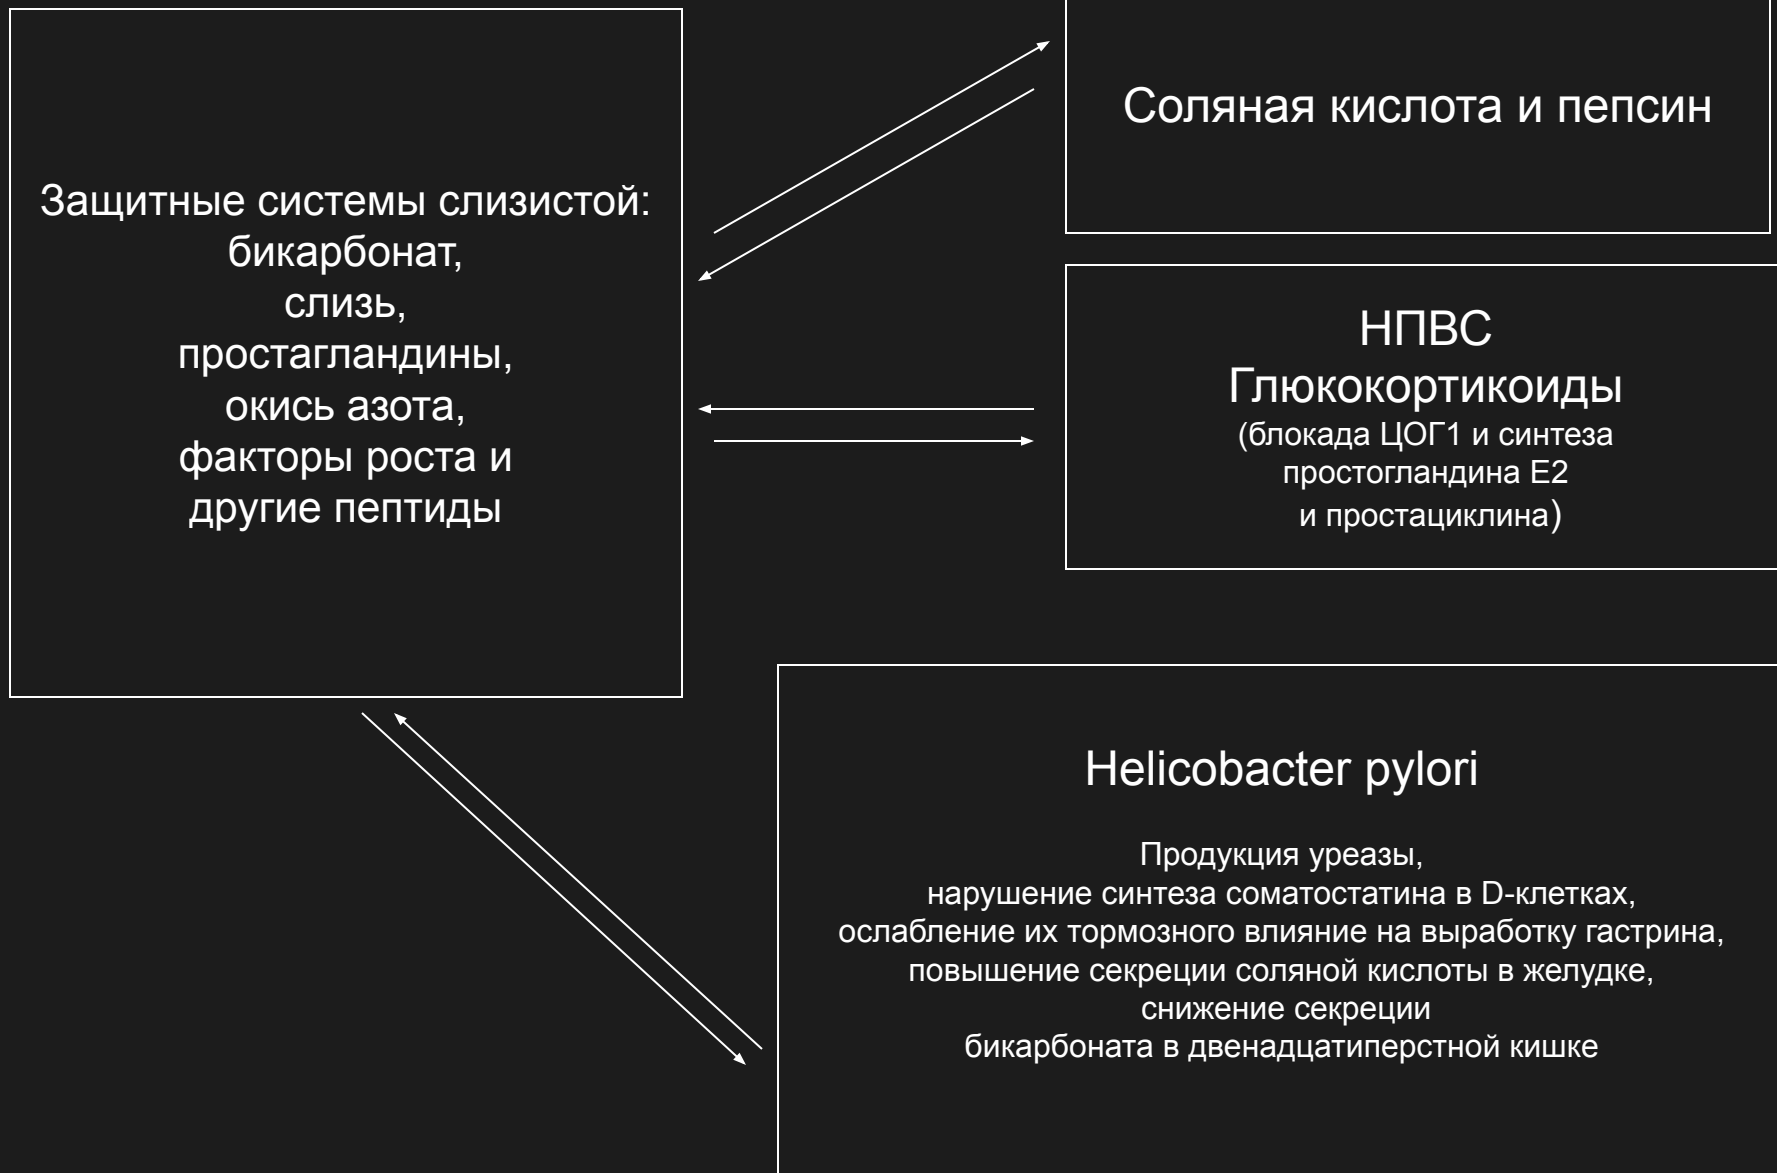 Защитные системы слизистой:
бикарбонат,
слизь,
простагландины,
окись азота,
факторы роста и
другие пептиды
Соляная кислота и пепсин
НПВС
Глюкокортикоиды
(блокада ЦОГ1 и синтеза
простогландина Е2
и простациклина)
Helicobacter pylori
Продукция уреазы,
нарушение синтеза соматостатина в D-клетках,
ослабление их тормозного влияние на выработку гастрина,
повышение секреции соляной кислоты в желудке,
снижение секреции
бикарбоната в двенадцатиперстной кишке